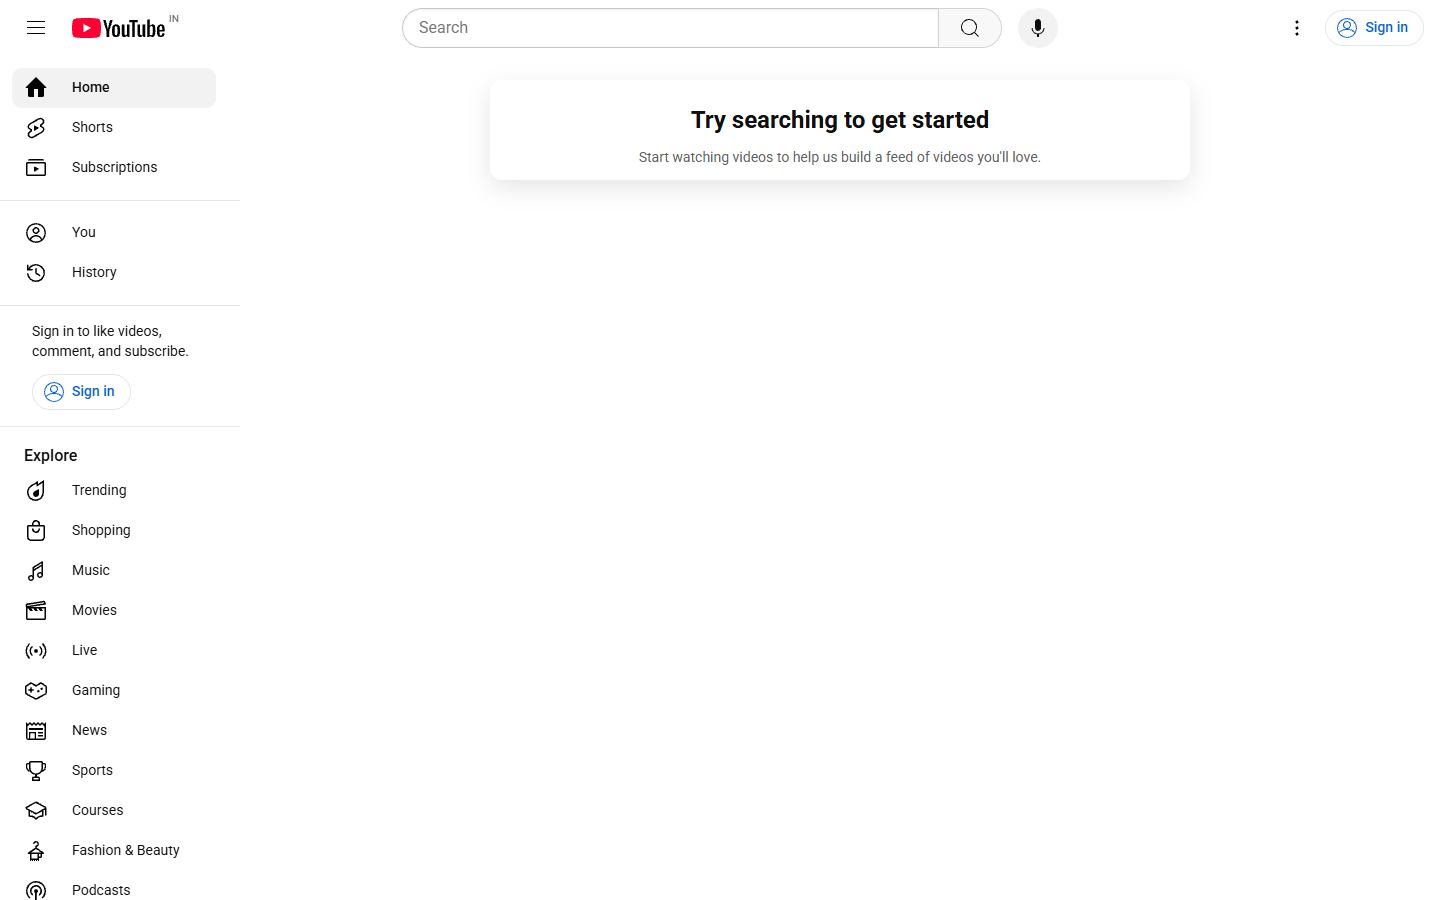 YouTube IN
Search
Sign in
Home
Shorts
Subscriptions
You
History
Sign in to like videos,
comment, and subscribe.
Sign in
Explore
Trending
Shopping
Music
Movies
Live
Gaming
News
Sports
Courses
Fashion & Beauty
Podcasts
Try searching to get started
Start watching videos to help us build a feed of videos you'll love.